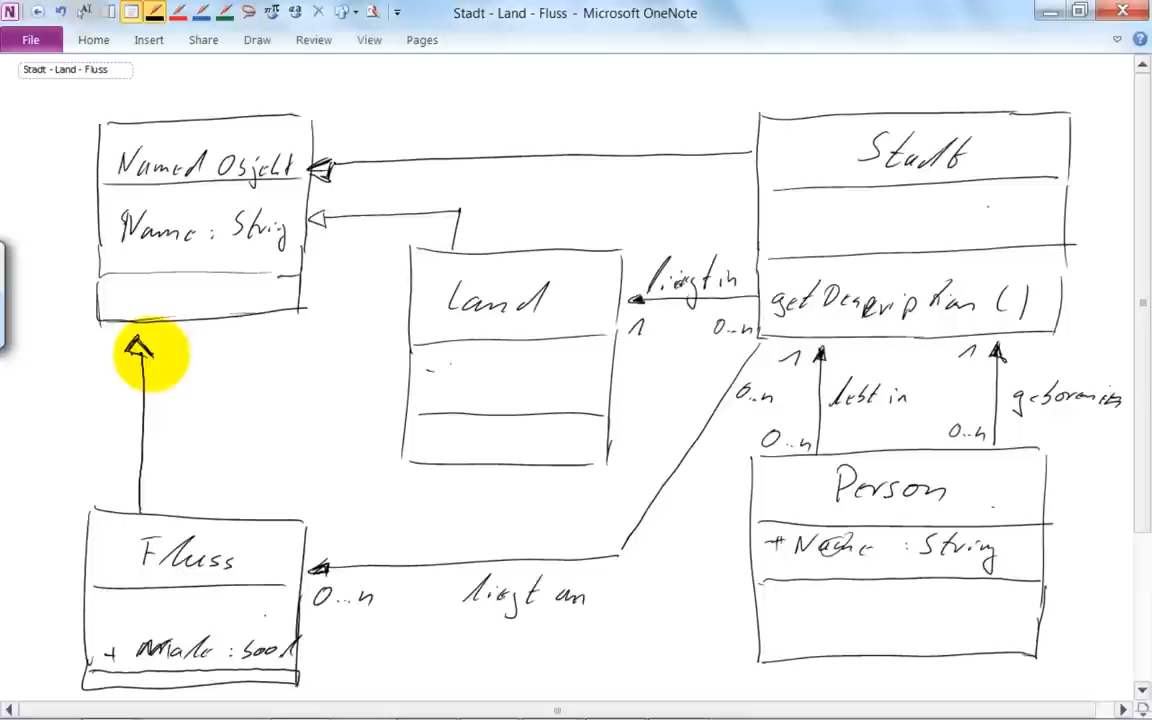 Stadt - Land - Fluss - Microsoft OneNote
File Home Insert Share Draw Review View Pages
Stadt - Land - Fluss
Named Objekt
Name : String
Stadt
getDescription ()
Land
liegt in
1
0..n
1
0..n
lebt in
0..n
1
geboren in
0..n
Person
+ Name : String
Fluss
+ Male : bool
0...n
liegt an